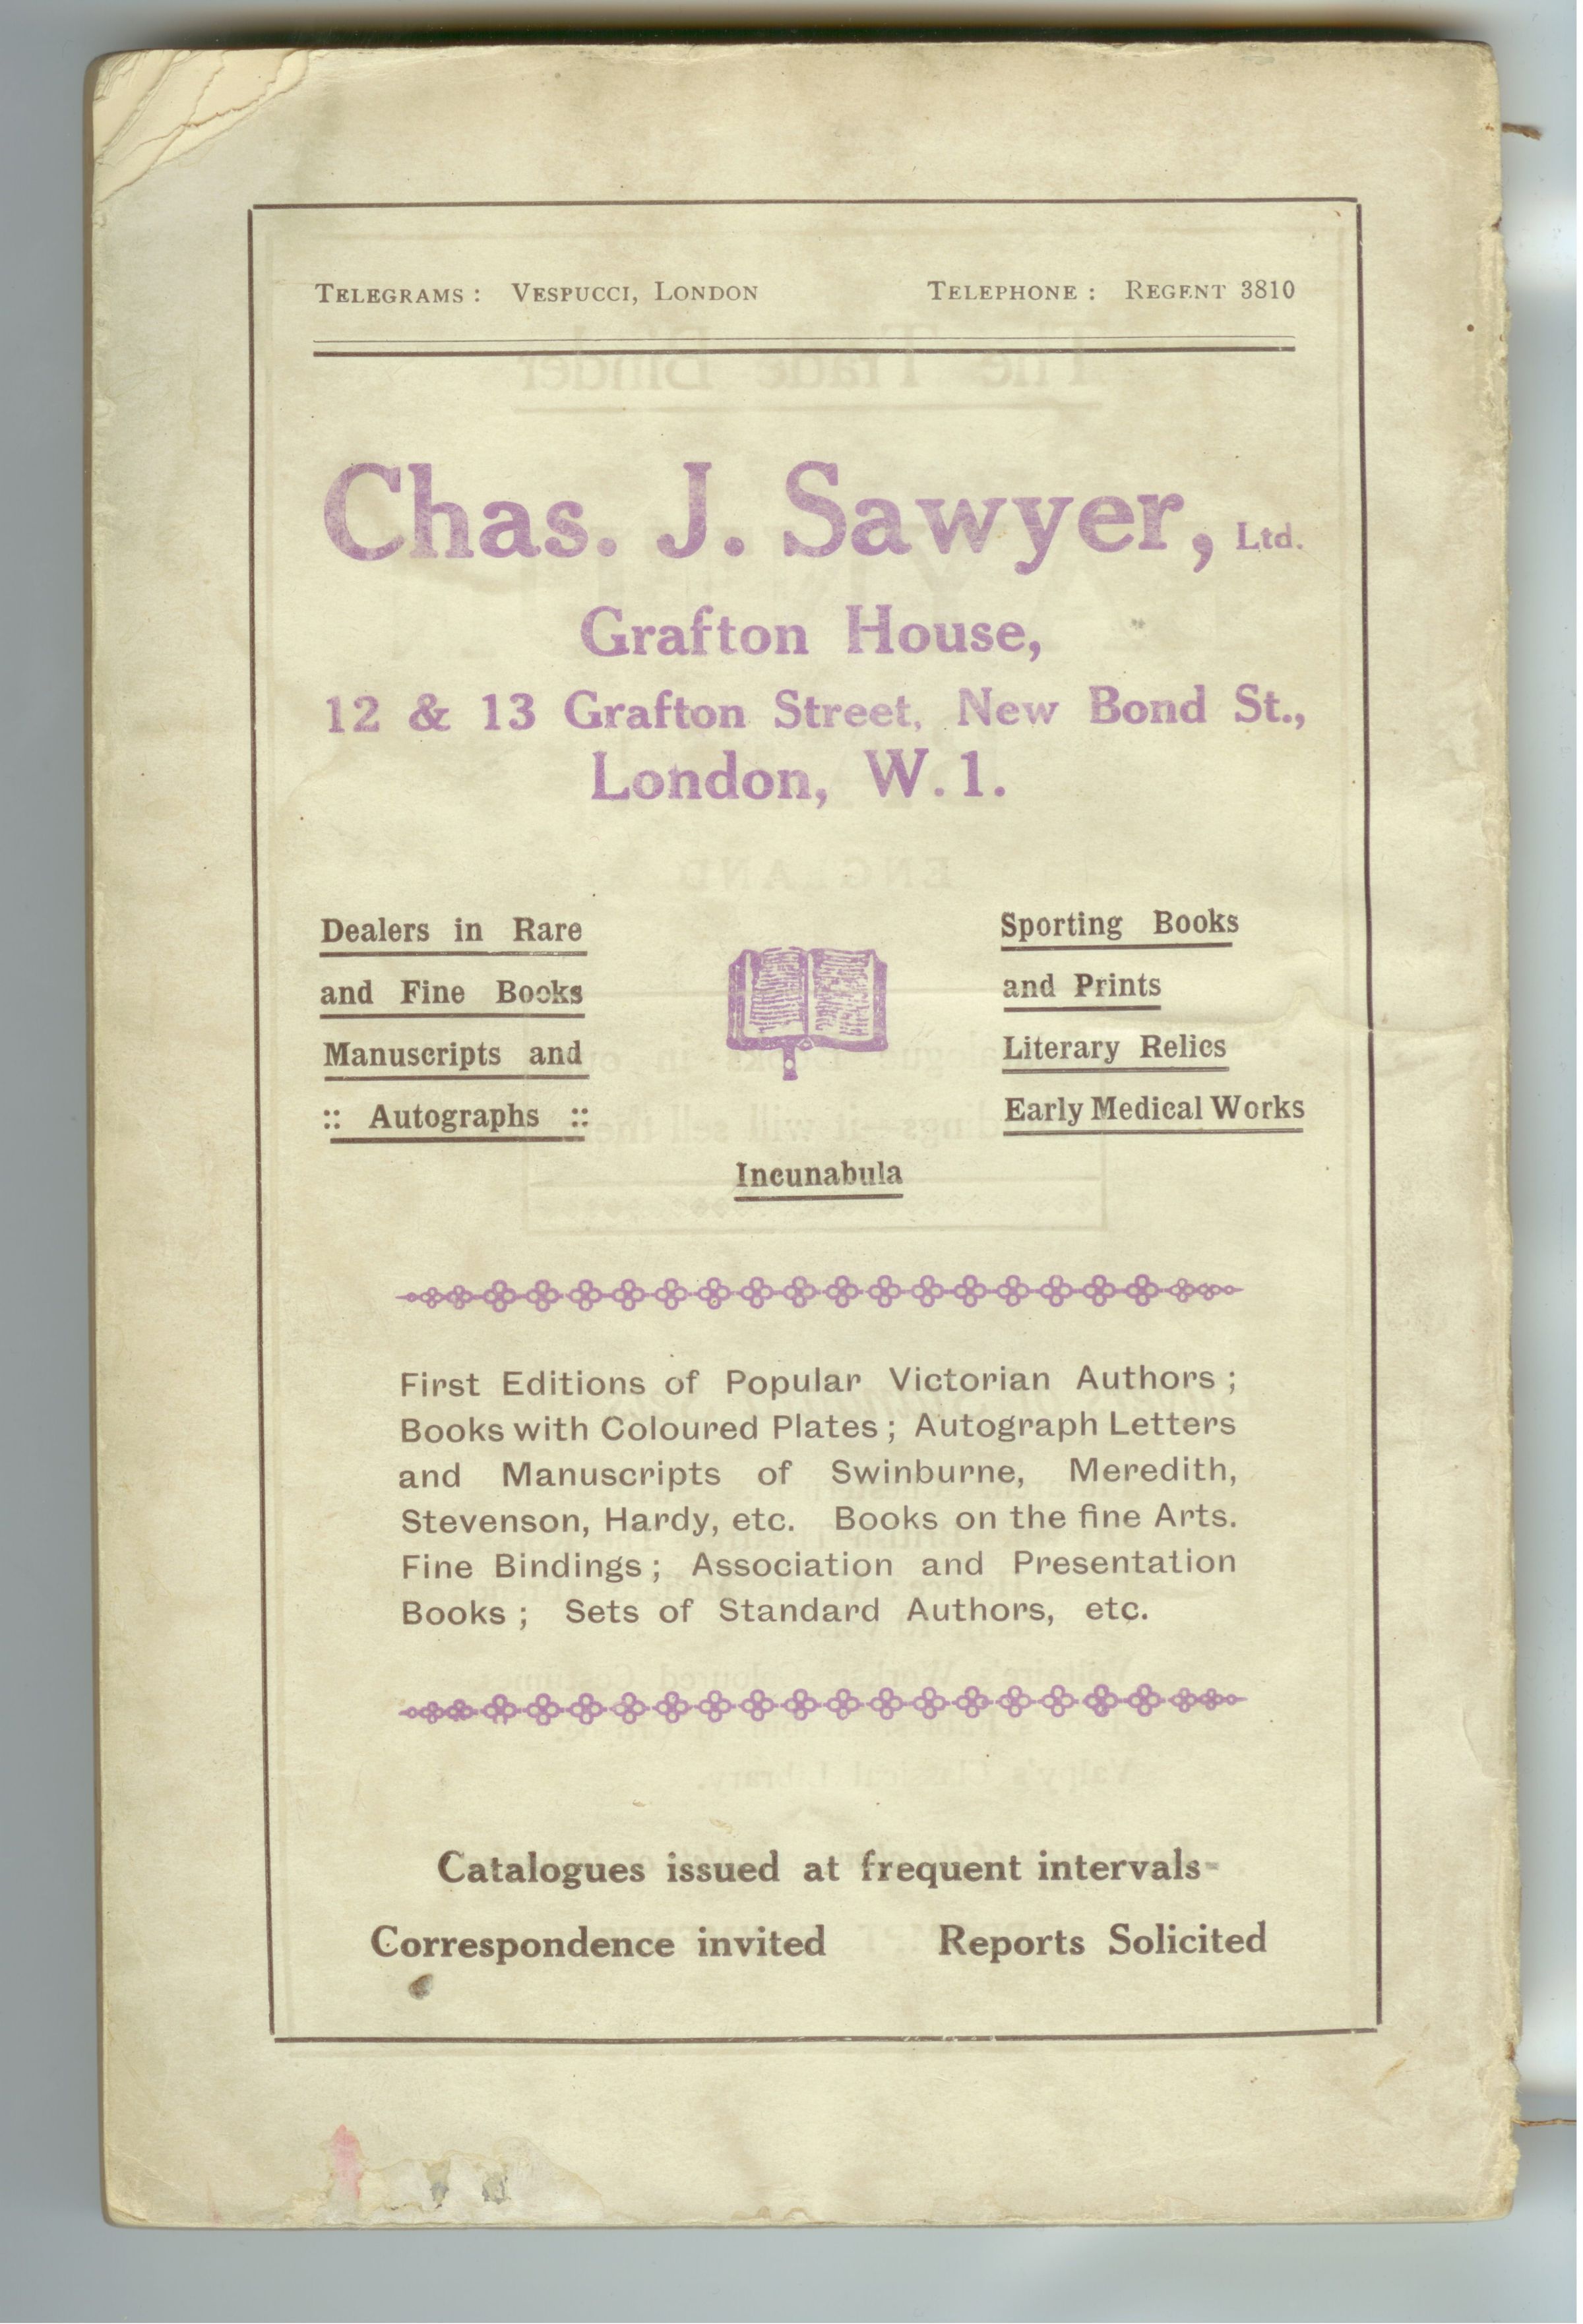 TELEGRAMS : VESPUCCI, LONDON TELEPHONE : REGENT 3810
Chas. J. Sawyer, Ltd.
Grafton House,
12 & 13 Grafton Street, New Bond St.,
London, W.1.
Dealers in Rare
and Fine Books
Manuscripts and
:: Autographs ::
Sporting Books
and Prints
Literary Relics
Early Medical Works
Incunabula
First Editions of Popular Victorian Authors ;
Books with Coloured Plates ; Autograph Letters
and Manuscripts of Swinburne, Meredith,
Stevenson, Hardy, etc. Books on the fine Arts.
Fine Bindings ; Association and Presentation
Books ; Sets of Standard Authors, etc.
Catalogues issued at frequent intervals-
Correspondence invited Reports Solicited